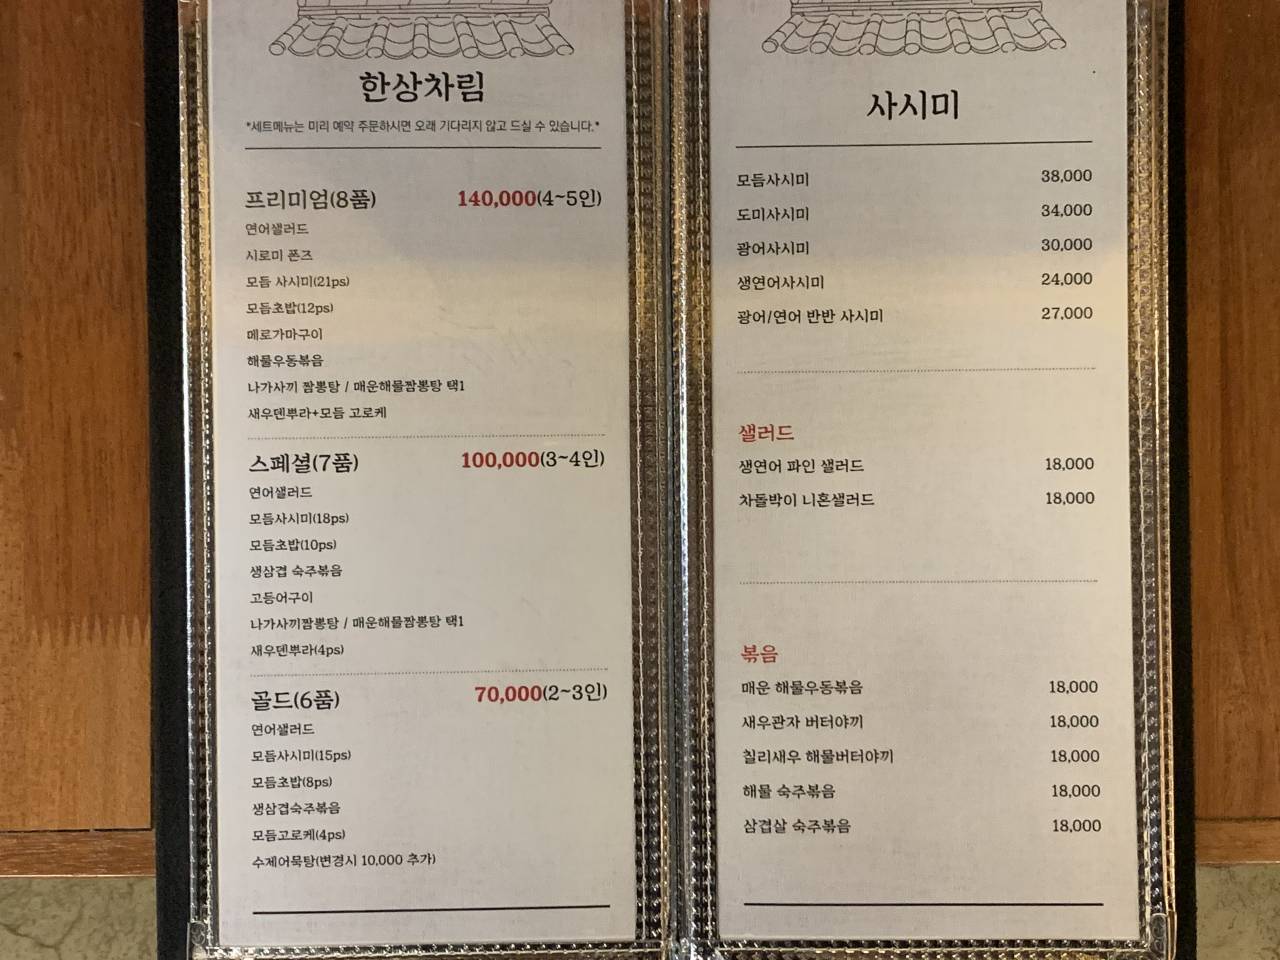 한상차림
*세트메뉴는 미리 예약 주문하시면 오래 기다리지 않고 드실 수 있습니다.*
프리미엄(8품) 140,000(4~5인)
연어샐러드
시로미 폰즈
모듬 사시미(21ps)
모듬초밥(12ps)
메로가마구이
해물우동볶음
나가사끼 짬뽕탕 / 매운해물짬뽕탕 택1
새우덴뿌라+모듬 고로케
스페셜(7품) 100,000(3~4인)
연어샐러드
모듬사시미(18ps)
모듬초밥(10ps)
생삼겹 숙주볶음
고등어구이
나가사끼짬뽕탕 / 매운해물짬뽕탕 택1
새우덴뿌라(4ps)
골드(6품) 70,000(2~3인)
연어샐러드
모듬사시미(15ps)
모듬초밥(8ps)
생삼겹숙주볶음
모듬고로케(4ps)
수제어묵탕(변경시 10,000 추가)
사시미
모듬사시미 38,000
도미사시미 34,000
광어사시미 30,000
생연어사시미 24,000
광어/연어 반반 사시미 27,000
샐러드
생연어 파인 샐러드 18,000
차돌박이 니혼샐러드 18,000
볶음
매운 해물우동볶음 18,000
새우관자 버터야끼 18,000
칠리새우 해물버터야끼 18,000
해물 숙주볶음 18,000
삼겹살 숙주볶음 18,000